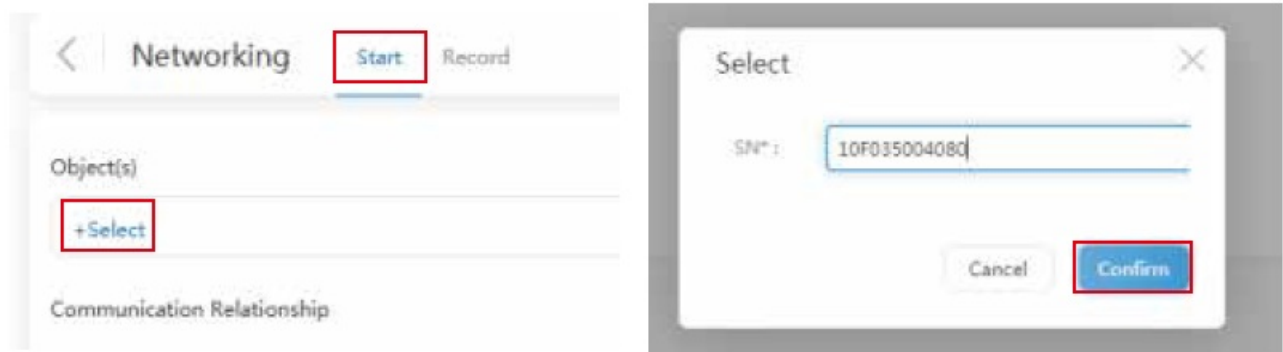 Networking Start Record
Object(s)
+Select
Communication Relationship
Select
SN*: 10F035004080
Cancel Confirm